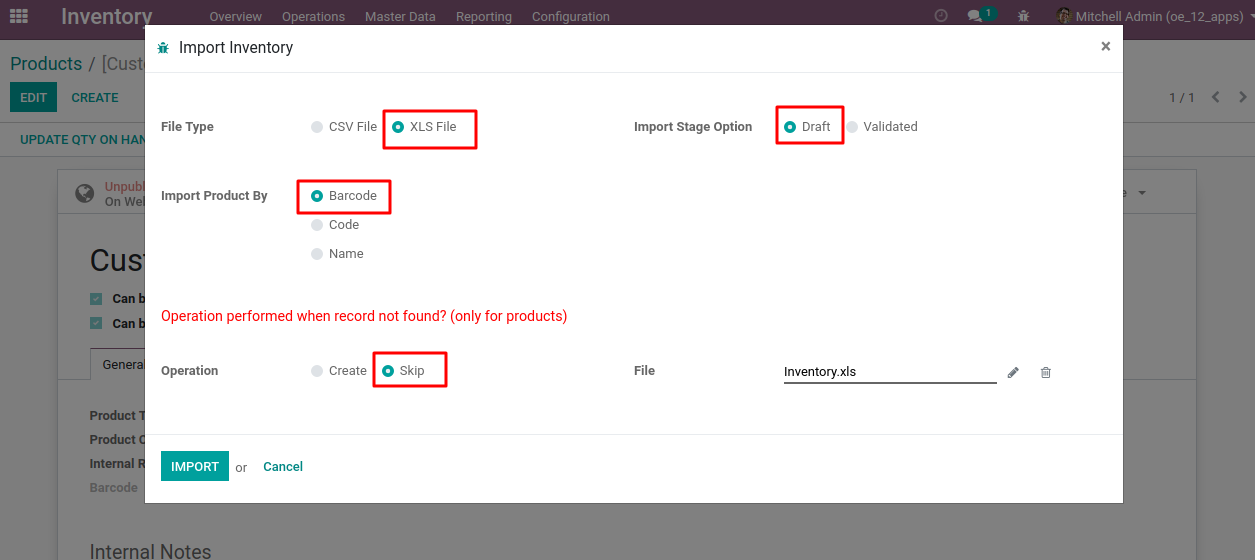 Inventory Overview Operations Master Data Reporting Configuration 1 Mitchell Admin (oe_12_apps)
Products / [Cust
EDIT CREATE 1 / 1
UPDATE QTY ON HAN
Unpubl
On Wel
Cust
Can b
Can b
General
Product T
Product C
Internal R
Barcode
Internal Notes
Import Inventory ×
File Type CSV File XLS File Import Stage Option Draft Validated
Import Product By Barcode
Code
Name
Operation performed when record not found? (only for products)
Operation Create Skip File Inventory.xls
IMPORT or Cancel